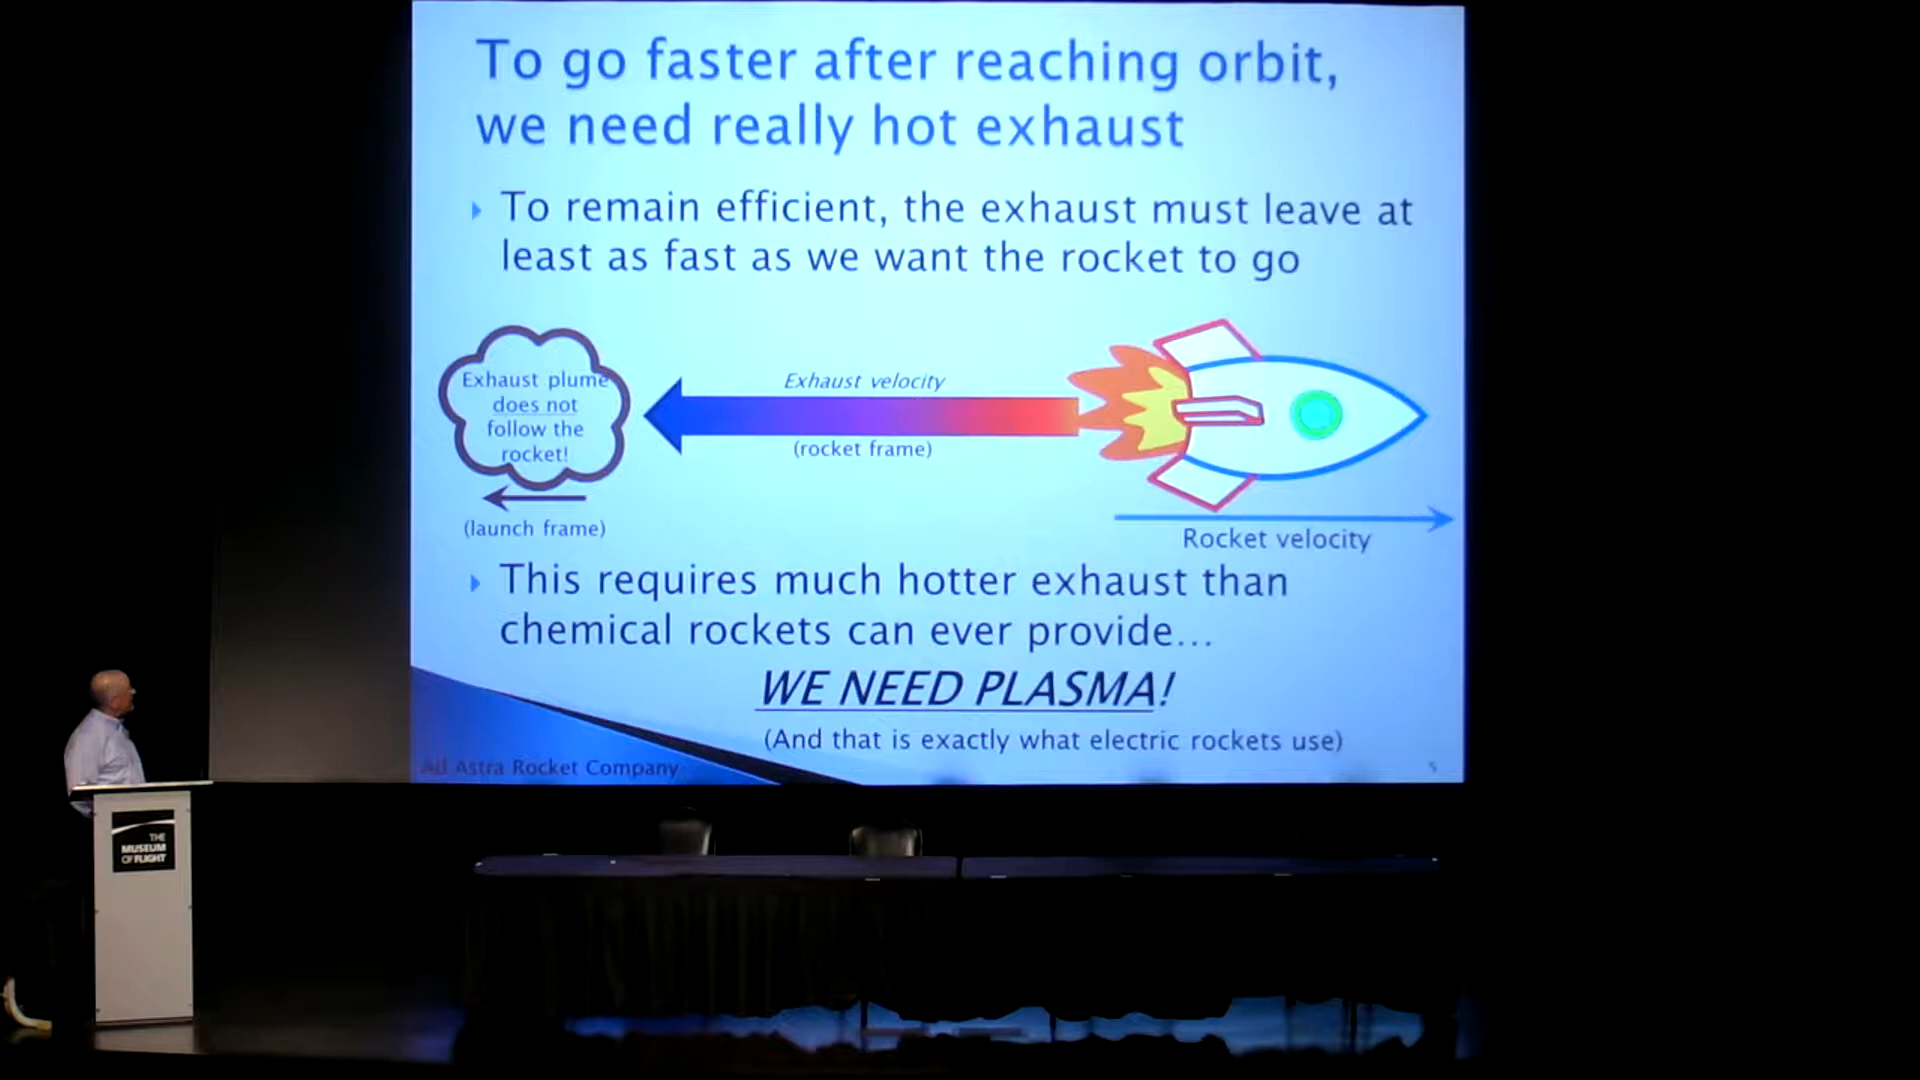 To go faster after reaching orbit,
we need really hot exhaust
To remain efficient, the exhaust must leave at
least as fast as we want the rocket to go
Exhaust plume
does not
follow the
rocket!
(launch frame)
Exhaust velocity
(rocket frame)
Rocket velocity
This requires much hotter exhaust than
chemical rockets can ever provide...
WE NEED PLASMA!
(And that is exactly what electric rockets use)
Ad Astra Rocket Company
5
THE
MUSEUM
OF FLIGHT